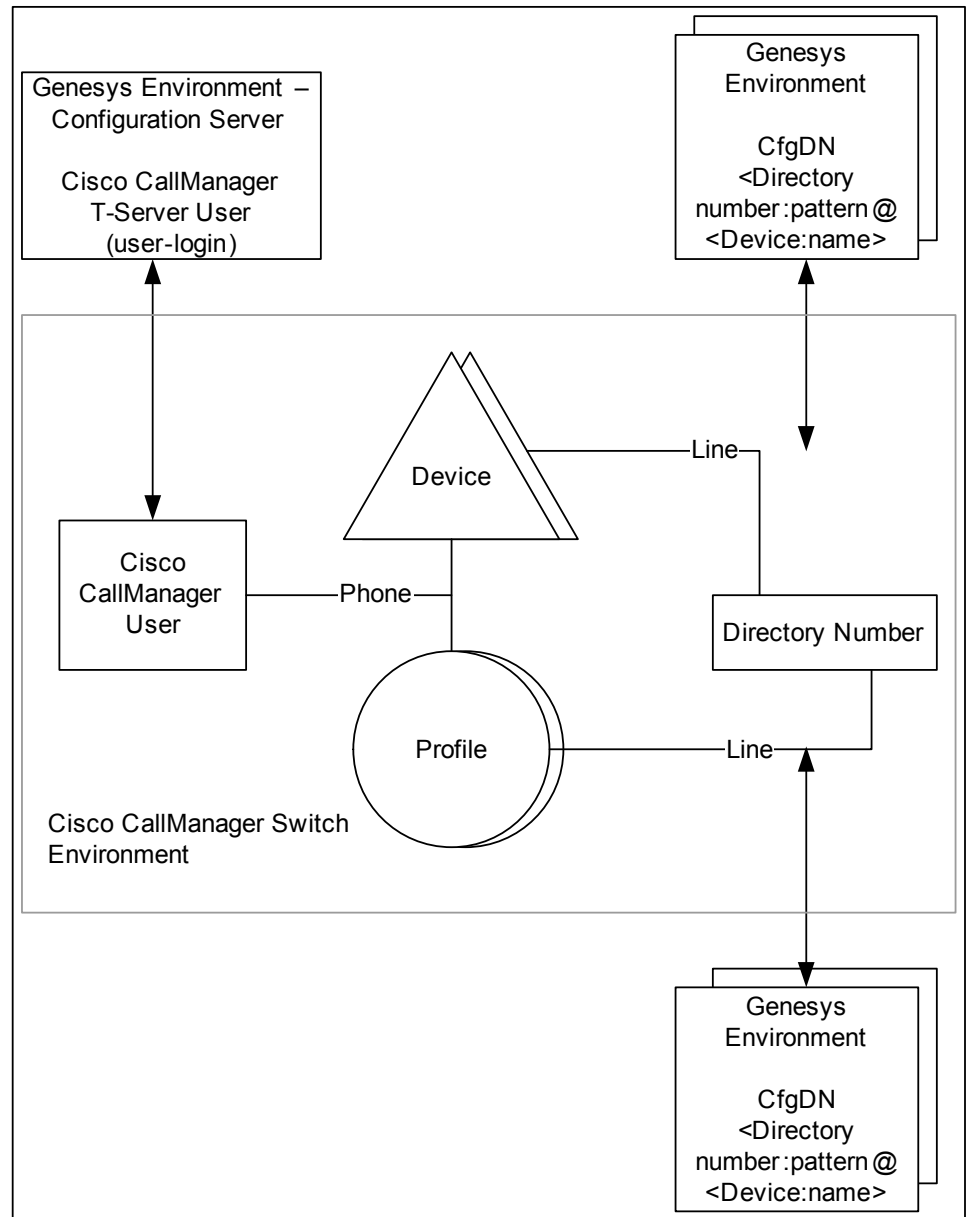 Genesys Environment –
Configuration Server
Cisco CallManager
T-Server User
(user-login)
Genesys
Environment
CfgDN
<Directory
number:pattern@
<Device:name>
Device
Line
Cisco
CallManager
User
Phone
Directory Number
Profile
Line
Cisco CallManager Switch
Environment
Genesys
Environment
CfgDN
<Directory
number:pattern@
<Device:name>